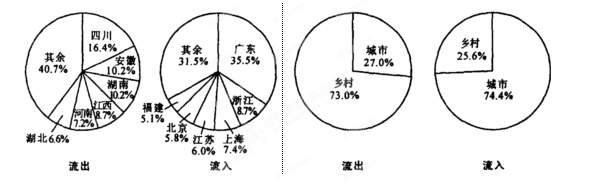 四川
16.4%
安徽
10.2%
湖南
10.2%
江西
8.7%
河南
7.2%
湖北6.6%
其余
40.7%
流出
广东
35.5%
浙江
8.7%
上海
7.4%
江苏
6.0%
北京
5.8%
福建
5.1%
其余
31.5%
流入
城市
27.0%
乡村
73.0%
流出
乡村
25.6%
城市
74.4%
流入